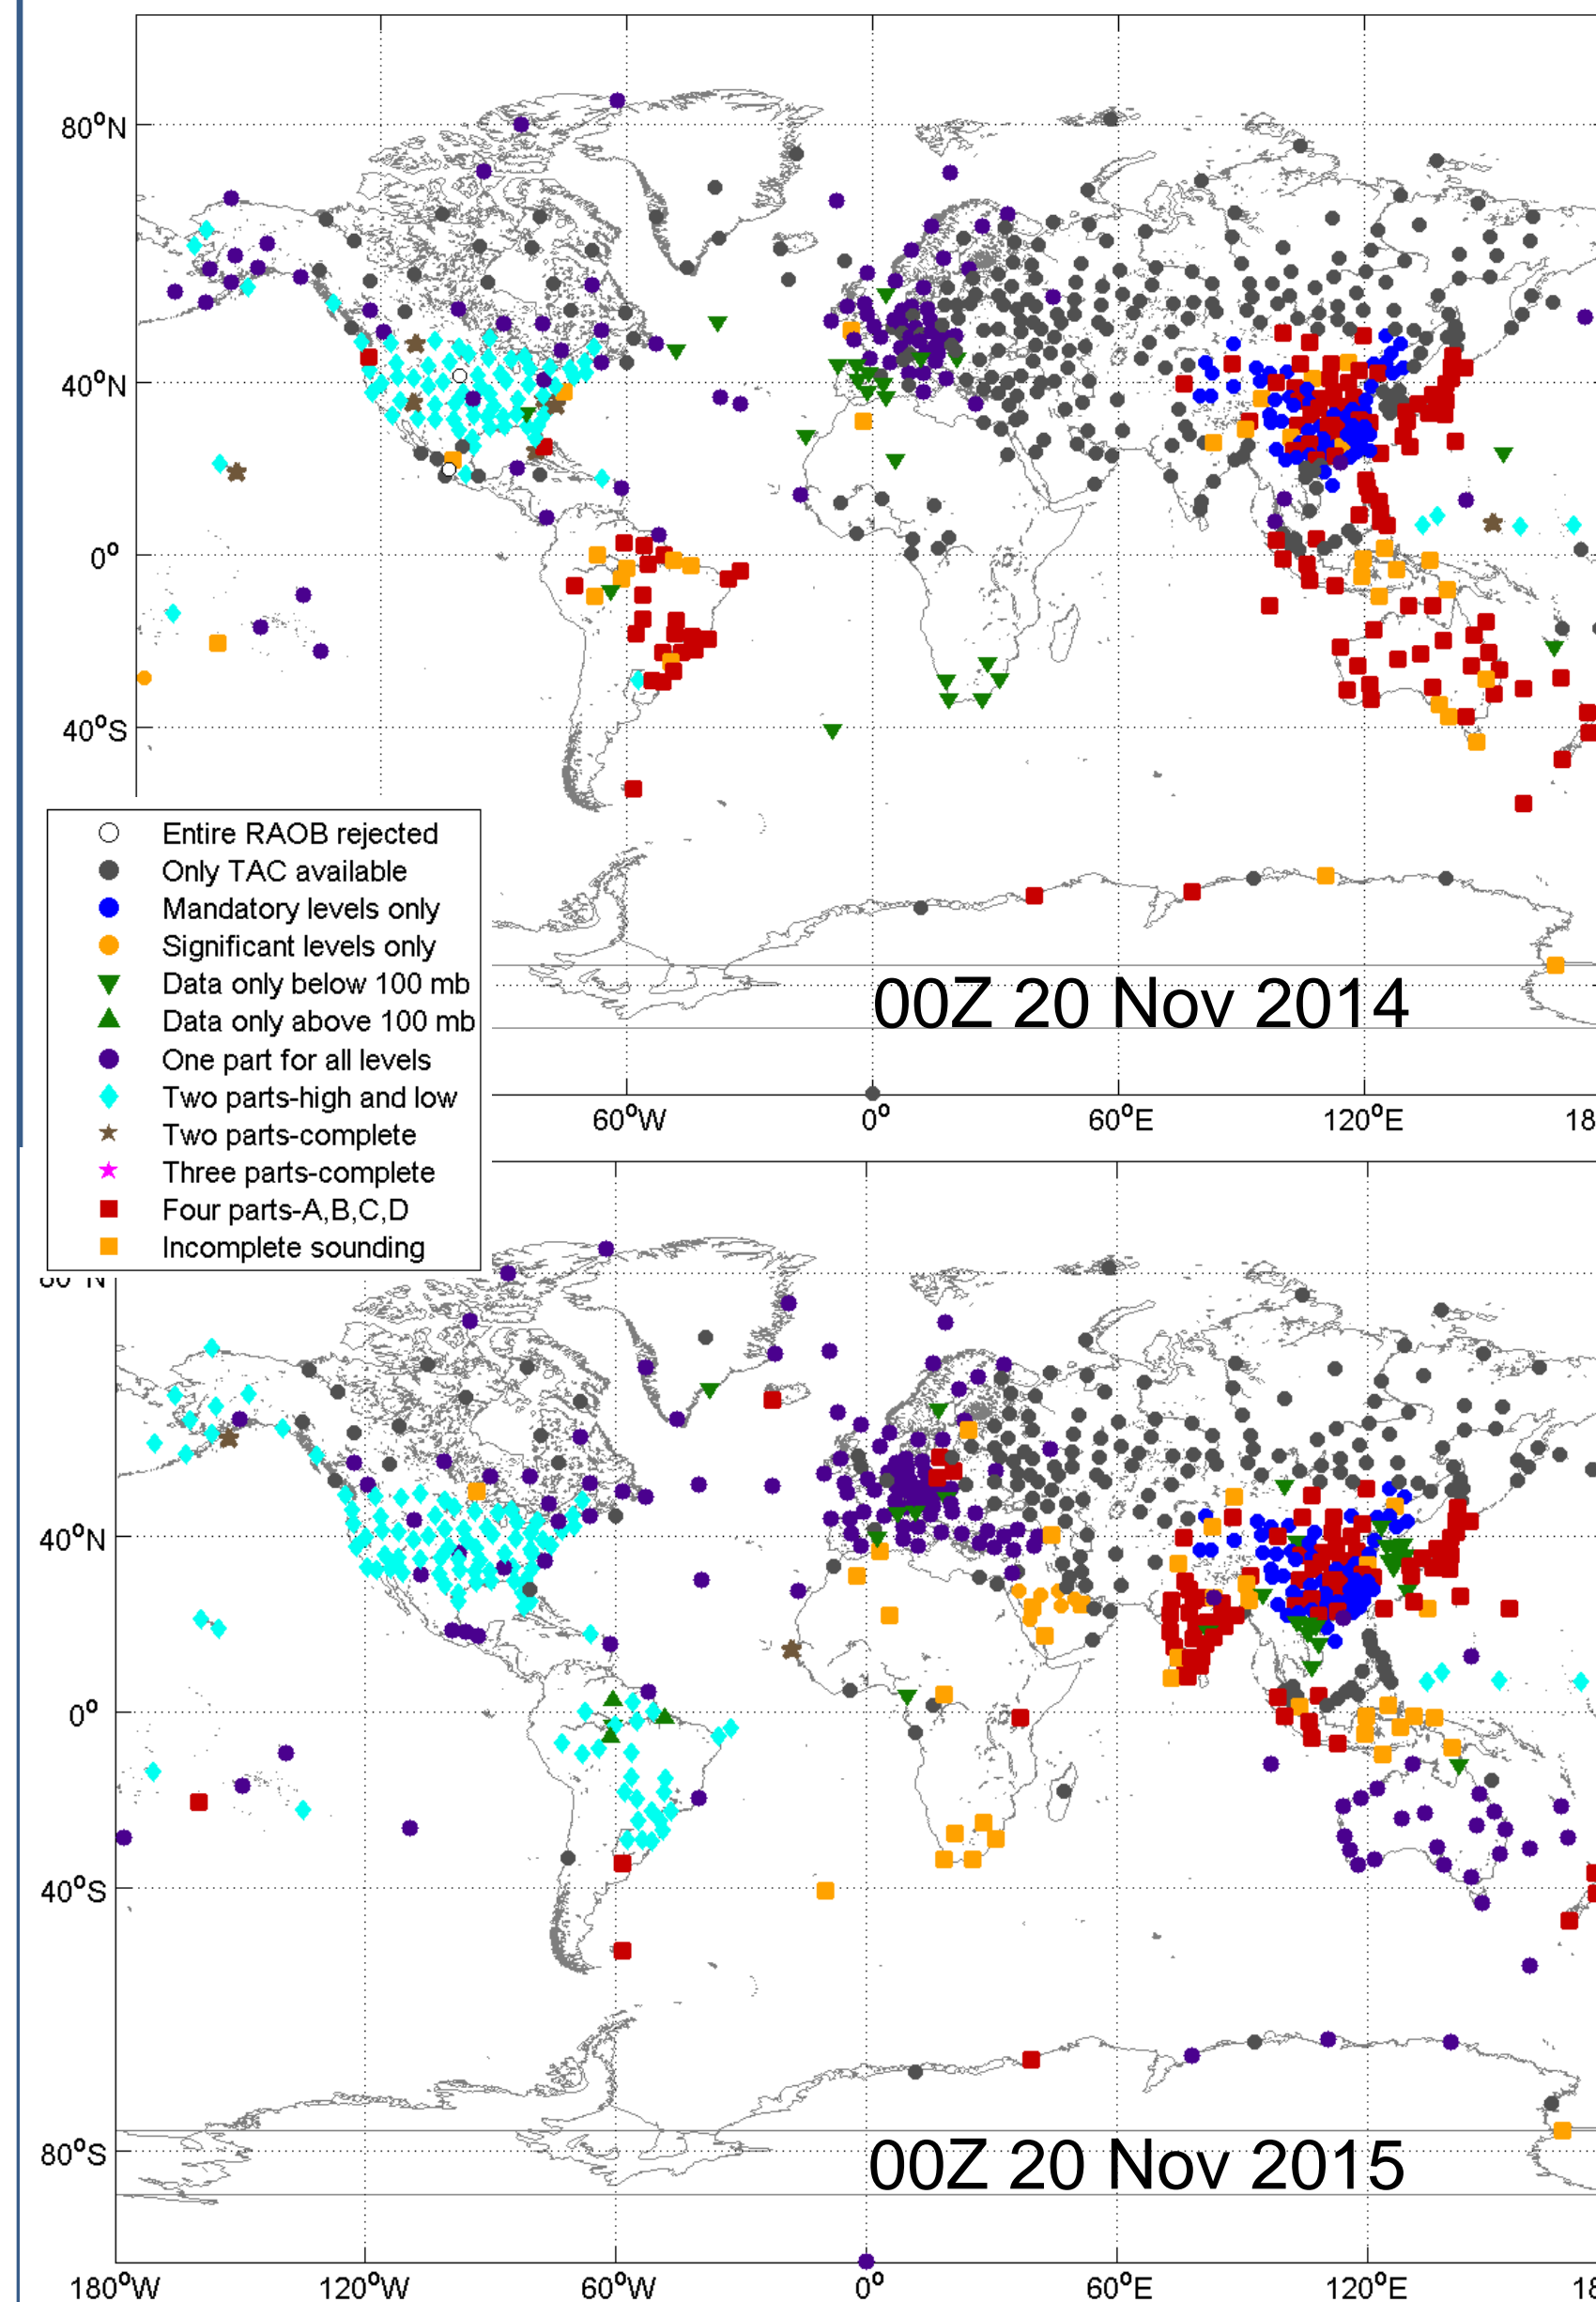 80°N
40°N
0°
40°S
Entire RAOB rejected
Only TAC available
Mandatory levels only
Significant levels only
Data only below 100 mb
Data only above 100 mb
One part for all levels
Two parts-high and low
Two parts-complete
Three parts-complete
Four parts-A,B,C,D
Incomplete sounding
00Z 20 Nov 2014
60°W 0° 60°E 120°E 18
40°N
0°
40°S
80°S
00Z 20 Nov 2015
180°W 120°W 60°W 0° 60°E 120°E 18